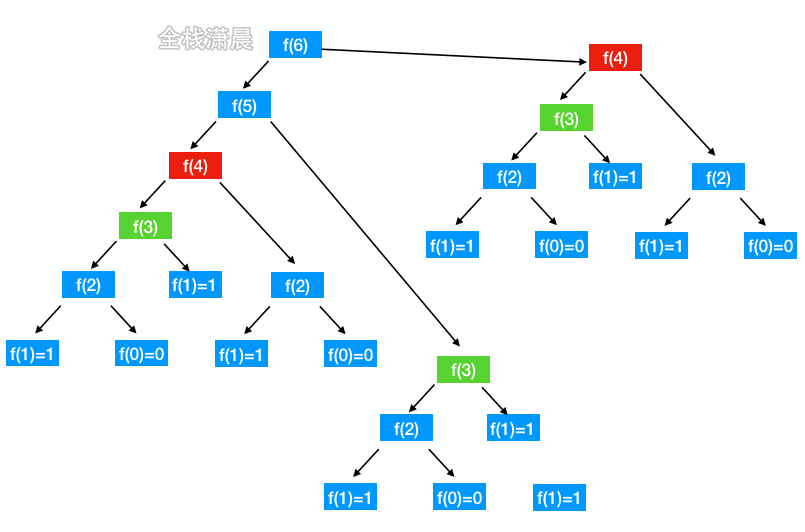 全栈潇晨
f(6)
f(4)
f(5)
f(3)
f(4)
f(2)
f(1)=1
f(2)
f(3)
f(1)=1
f(0)=0
f(1)=1
f(0)=0
f(2)
f(1)=1
f(2)
f(1)=1
f(0)=0
f(1)=1
f(0)=0
f(3)
f(2)
f(1)=1
f(1)=1
f(0)=0
f(1)=1